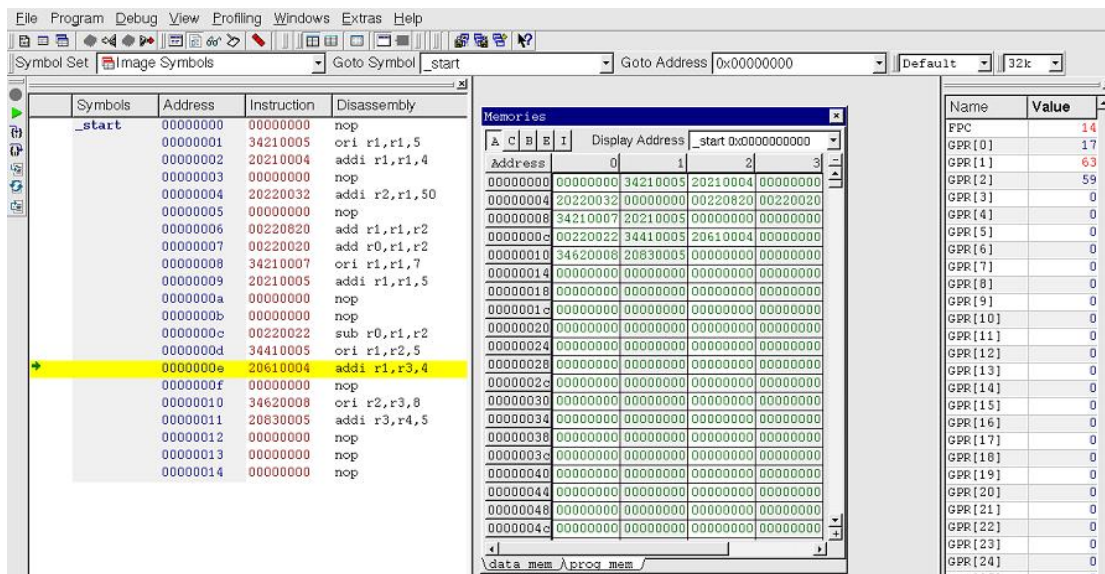 File Program Debug View Profiling Windows Extras Help
Symbol Set Image Symbols Goto Symbol _start Goto Address 0x00000000 Default 32k
Symbols Address Instruction Disassembly
_start 00000000 00000000 nop
00000001 34210005 ori r1,r1,5
00000002 20210004 addi r1,r1,4
00000003 00000000 nop
00000004 20220032 addi r2,r1,50
00000005 00000000 nop
00000006 00220820 add r1,r1,r2
00000007 00220020 add r0,r1,r2
00000008 34210007 ori r1,r1,7
00000009 20210005 addi r1,r1,5
0000000a 00000000 nop
0000000b 00000000 nop
0000000c 00220022 sub r0,r1,r2
0000000d 34410005 ori r1,r2,5
0000000e 20610004 addi r1,r3,4
0000000f 00000000 nop
00000010 34620008 ori r2,r3,8
00000011 20830005 addi r3,r4,5
00000012 00000000 nop
00000013 00000000 nop
00000014 00000000 nop
Memories
A C B E I Display Address _start 0x0000000000
Address 0 1 2 3
00000000 00000000 34210005 20210004 00000000
00000004 20220032 00000000 00220820 00220020
00000008 34210007 20210005 00000000 00000000
0000000c 00220022 34410005 20610004 00000000
00000010 34620008 20830005 00000000 00000000
00000014 00000000 00000000 00000000 00000000
00000018 00000000 00000000 00000000 00000000
0000001c 00000000 00000000 00000000 00000000
00000020 00000000 00000000 00000000 00000000
00000024 00000000 00000000 00000000 00000000
00000028 00000000 00000000 00000000 00000000
0000002c 00000000 00000000 00000000 00000000
00000030 00000000 00000000 00000000 00000000
00000034 00000000 00000000 00000000 00000000
00000038 00000000 00000000 00000000 00000000
0000003c 00000000 00000000 00000000 00000000
00000040 00000000 00000000 00000000 00000000
00000044 00000000 00000000 00000000 00000000
00000048 00000000 00000000 00000000 00000000
0000004c 00000000 00000000 00000000 00000000
data_mem prog_mem
Name Value
FPC 14
GPR[0] 17
GPR[1] 63
GPR[2] 59
GPR[3] 0
GPR[4] 0
GPR[5] 0
GPR[6] 0
GPR[7] 0
GPR[8] 0
GPR[9] 0
GPR[10] 0
GPR[11] 0
GPR[12] 0
GPR[13] 0
GPR[14] 0
GPR[15] 0
GPR[16] 0
GPR[17] 0
GPR[18] 0
GPR[19] 0
GPR[20] 0
GPR[21] 0
GPR[22] 0
GPR[23] 0
GPR[24] 0